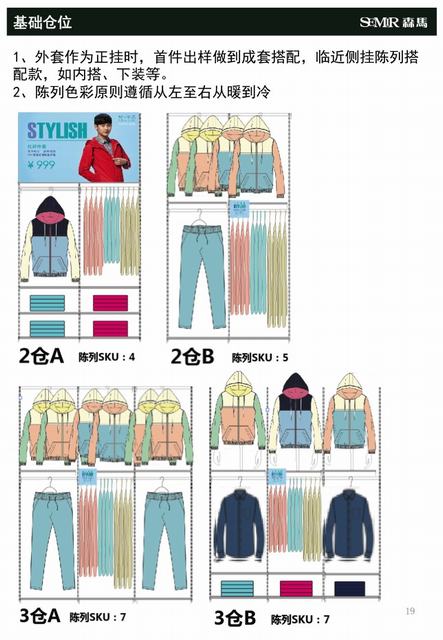 基础仓位
SEMIR 森馬
1、外套作为正挂时，首件出样做到成套搭配，临近侧挂陈列搭
配款，如内搭、下装等。
2、陈列色彩原则遵循从左至右从暖到冷
STYLISH
¥999
2仓A 陈列SKU：4
2仓B 陈列SKU：5
3仓A 陈列SKU：7
3仓B 陈列SKU：7
19